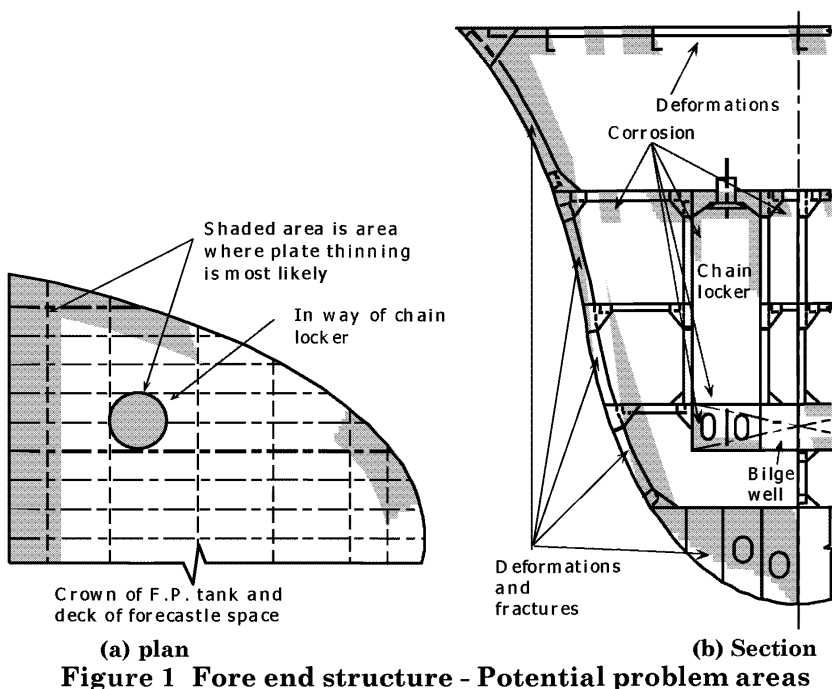 Deformations
Corrosion
Shaded area is area
where plate thinning
is most likely
In way of chain
locker
Chain
locker
Bilge
well
Deformations
and
fractures
Crown of F.P. tank and
deck of forecastle space
(a) plan
(b) Section
Figure 1 Fore end structure - Potential problem areas